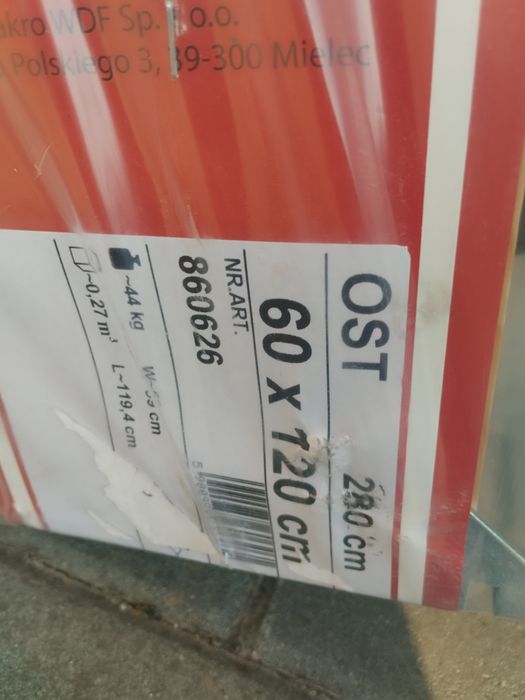 akro WDF Sp. z o.o.
Polskiego 3, 39-300 Mielec
OST 280 cm
60 x 120 cm
NR.ART.
860626
~44 kg
~0,27 m³ L~119,4 cm